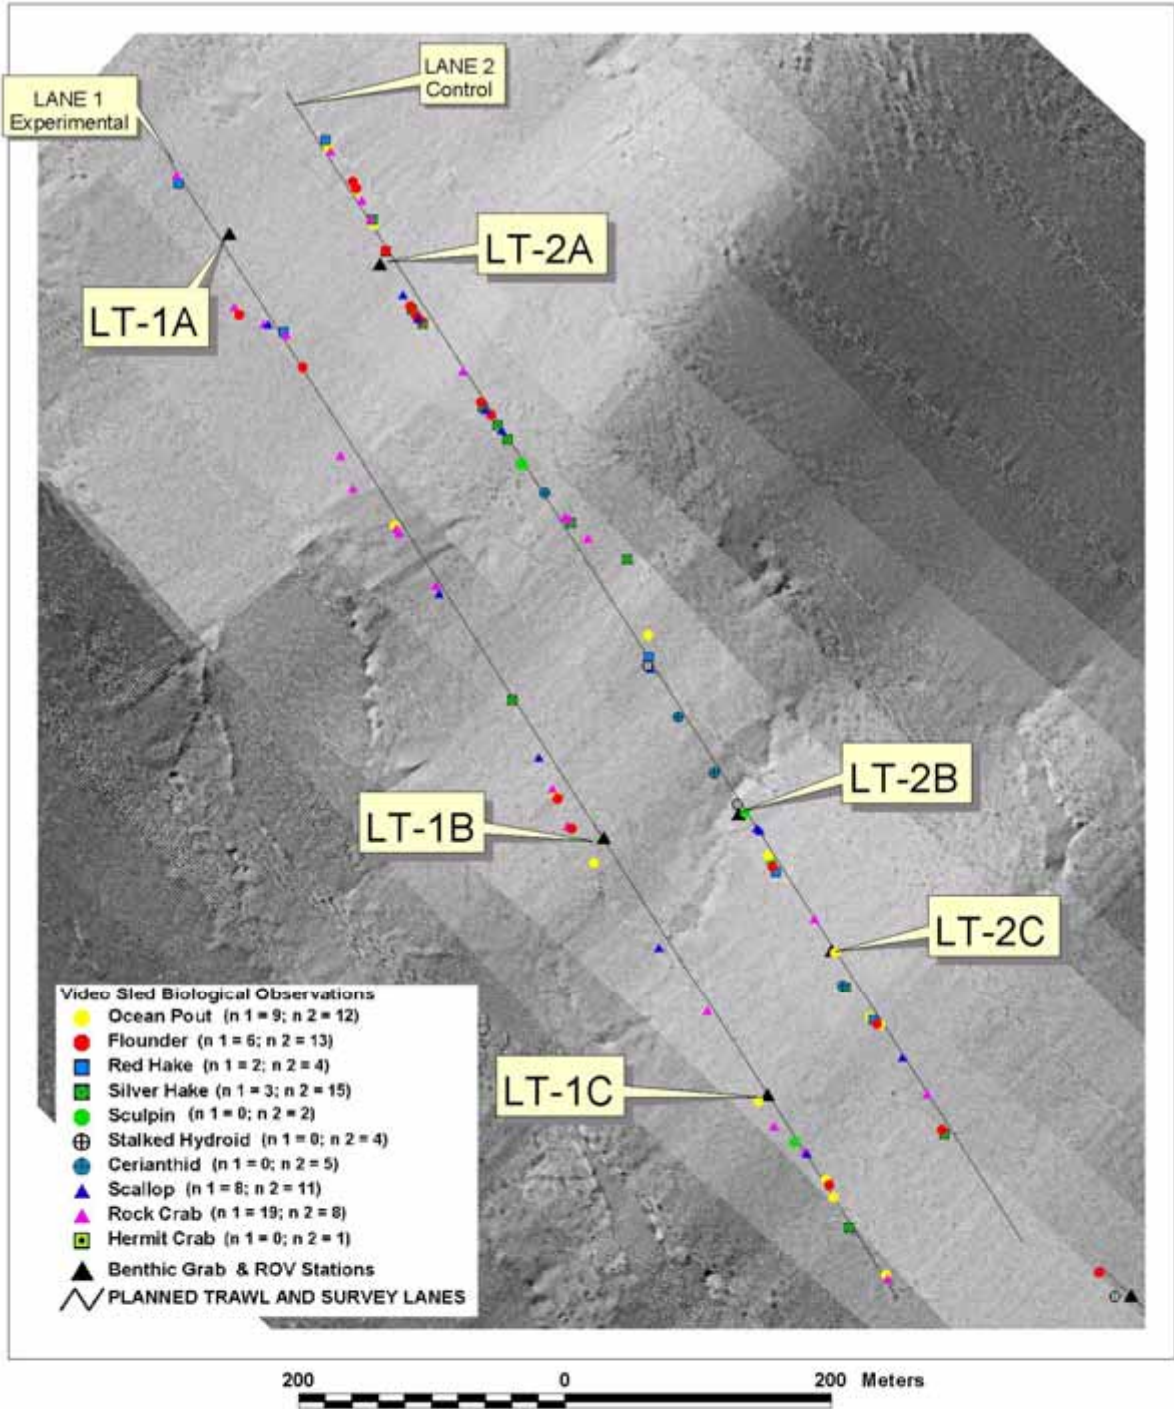 LANE 2
Control
LANE 1
Experimental
LT-2A
LT-1A
LT-2B
LT-1B
LT-2C
LT-1C
Video Sled Biological Observations
Ocean Pout (n 1 = 9; n 2 = 12)
Flounder (n 1 = 6; n 2 = 13)
Red Hake (n 1 = 2; n 2 = 4)
Silver Hake (n 1 = 3; n 2 = 15)
Sculpin (n 1 = 0; n 2 = 2)
Stalked Hydroid (n 1 = 0; n 2 = 4)
Cerianthid (n 1 = 0; n 2 = 5)
Scallop (n 1 = 8; n 2 = 11)
Rock Crab (n 1 = 19; n 2 = 8)
Hermit Crab (n 1 = 0; n 2 = 1)
Benthic Grab & ROV Stations
PLANNED TRAWL AND SURVEY LANES
200 0 200 Meters